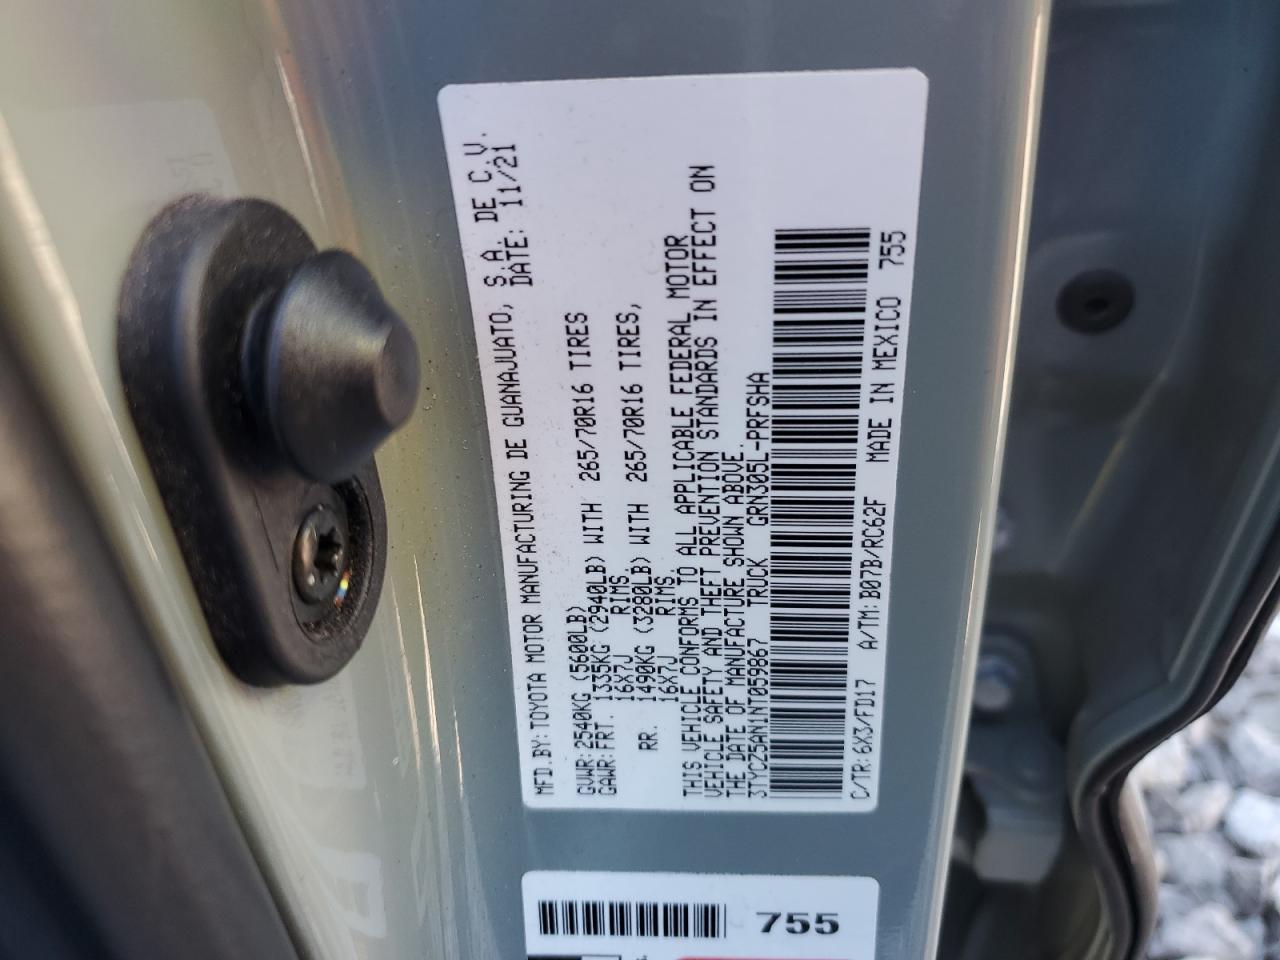 MFD.BY:TOYOTA MOTOR MANUFACTURING DE GUANAJUATO, S.A. DE C.V.
DATE: 11/21
GVWR:2540KG (5600LB)
GAWR:FRT. 1335KG (2940LB) WITH 265/70R16 TIRES
16X7J RIMS,
RR. 1490KG (3280LB) WITH 265/70R16 TIRES,
16X7J RIMS.
THIS VEHICLE CONFORMS TO ALL APPLICABLE FEDERAL MOTOR
VEHICLE SAFETY AND THEFT PREVENTION STANDARDS IN EFFECT ON
THE DATE OF MANUFACTURE SHOWN ABOVE.
3TYCZ5AN1NT059867 TRUCK GRN305L-PRFSHA
C/TR:6X3/FD17 A/TM:B07B/RC62F MADE IN MEXICO 755
755